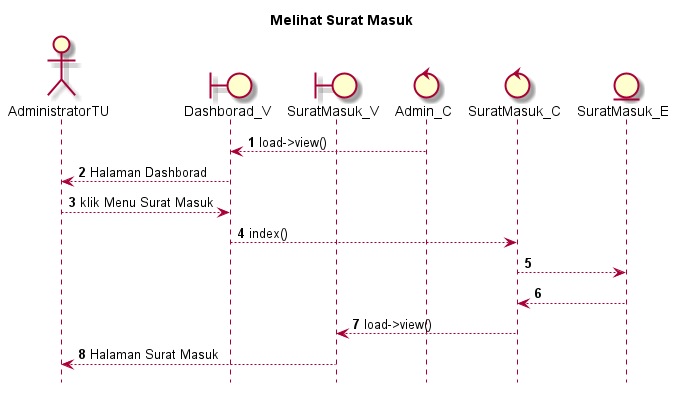 Melihat Surat Masuk
AdministratorTU Dashborad_V SuratMasuk_V Admin_C SuratMasuk_C SuratMasuk_E
1 load->view()
2 Halaman Dashborad
3 klik Menu Surat Masuk
4 index()
5
6
7 load->view()
8 Halaman Surat Masuk